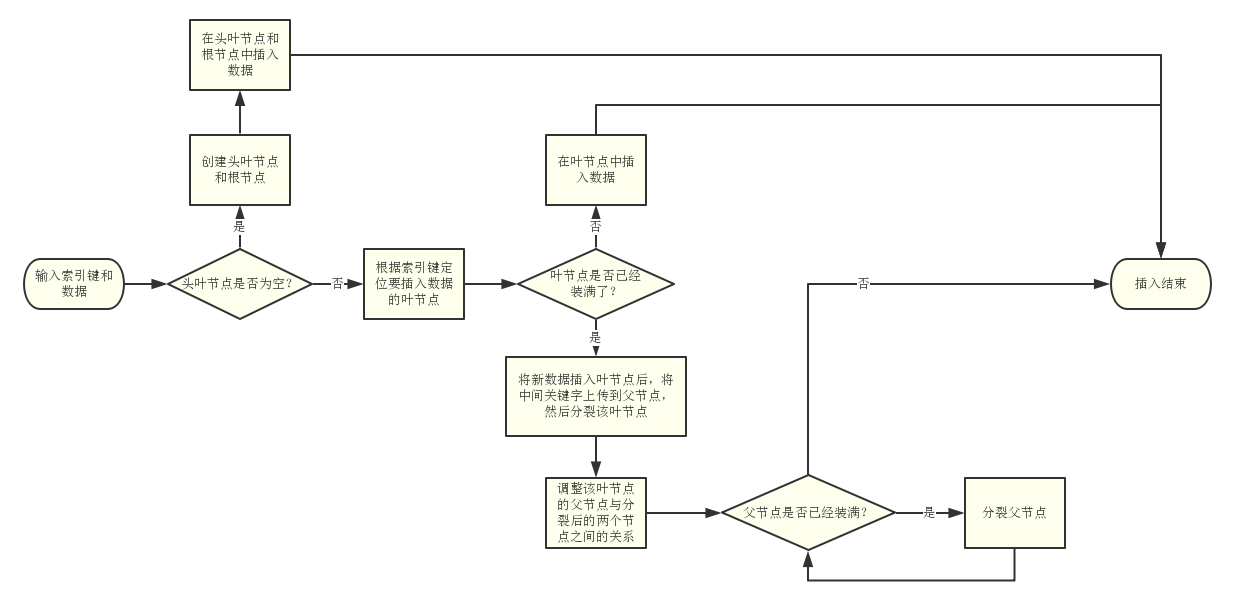 在头叶节点和
根节点中插入
数据
创建头叶节点
和根节点
在叶节点中插
入数据
是
否
输入索引键和
数据
头叶节点是否为空?
否
根据索引键定
位要插入数据
的叶节点
叶节点是否已经
装满了?
否
插入结束
是
将新数据插入叶节点后，将
中间关键字上传到父节点，
然后分裂该叶节点
调整该叶节点
的父节点与分
裂后的两个节
点之间的关系
父节点是否已经装满?
是
分裂父节点